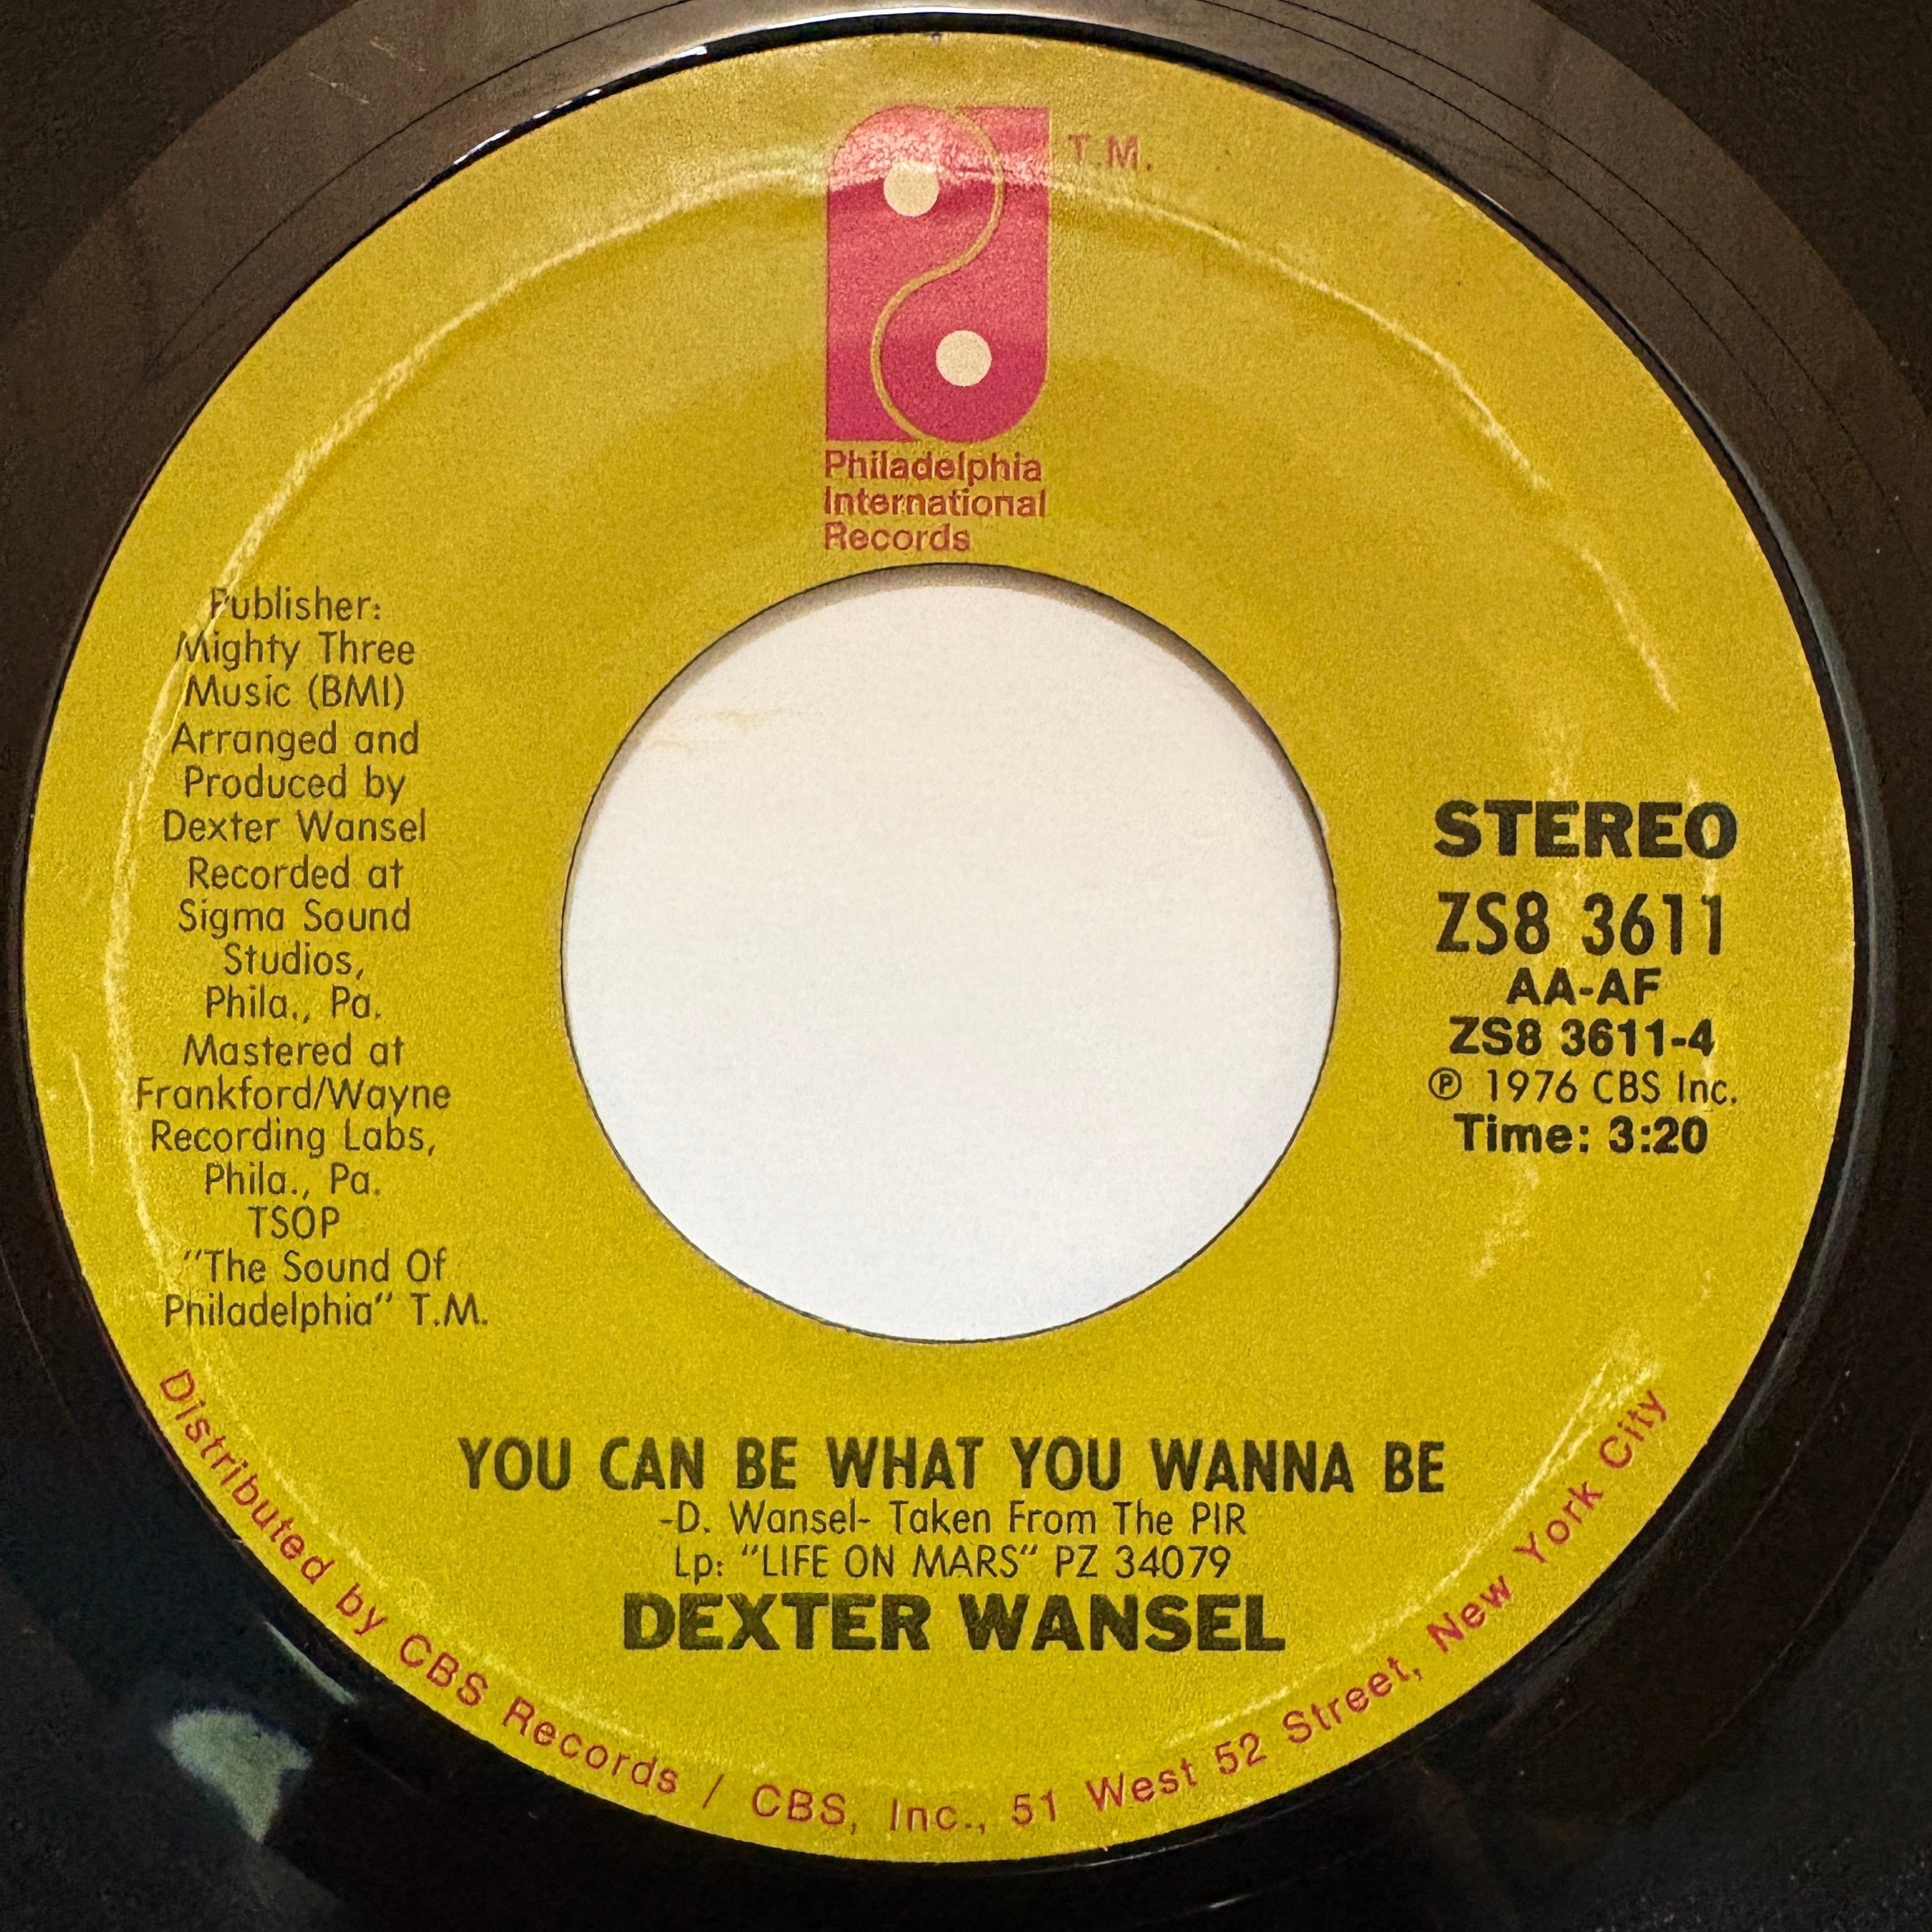 T.M.
Philadelphia
International
Records
Publisher:
Mighty Three
Music (BMI)
Arranged and
Produced by
Dexter Wansel
Recorded at
Sigma Sound
Studios,
Phila., Pa.
Mastered at
Frankford/Wayne
Recording Labs,
Phila., Pa.
TSOP
"The Sound Of
Philadelphia" T.M.
STEREO
ZS8 3611
AA-AF
ZS8 3611-4
℗ 1976 CBS Inc.
Time: 3:20
YOU CAN BE WHAT YOU WANNA BE
-D. Wansel- Taken From The PIR
Lp: "LIFE ON MARS" PZ 34079
DEXTER WANSEL
Distributed by CBS Records / CBS, Inc., 51 West 52 Street, New York City